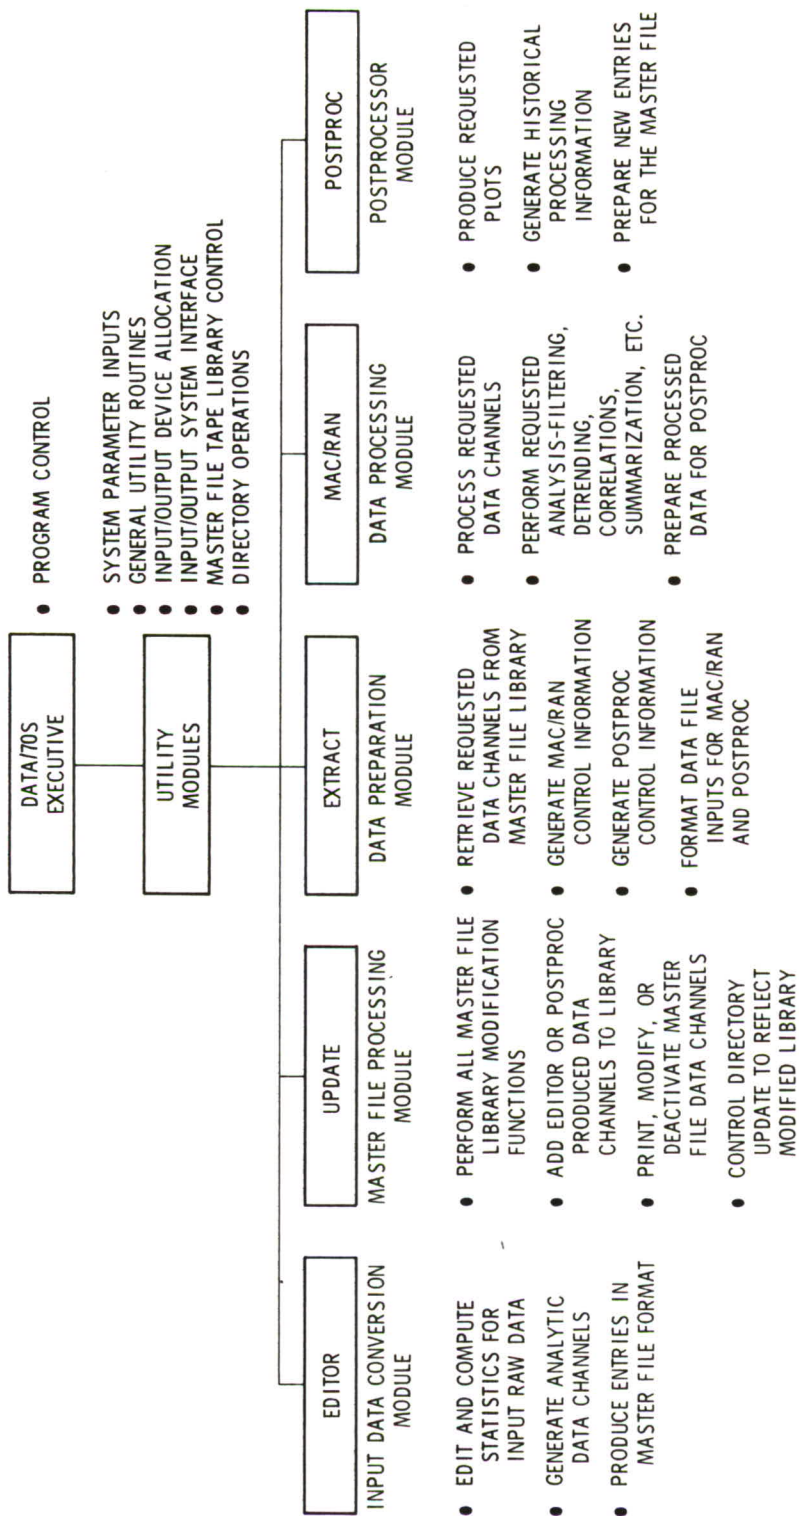 DATA/70S
EXECUTIVE
● PROGRAM CONTROL
UTILITY
MODULES
● SYSTEM PARAMETER INPUTS
● GENERAL UTILITY ROUTINES
● INPUT/OUTPUT DEVICE ALLOCATION
● INPUT/OUTPUT SYSTEM INTERFACE
● MASTER FILE TAPE LIBRARY CONTROL
● DIRECTORY OPERATIONS
EDITOR
INPUT DATA CONVERSION
MODULE
● EDIT AND COMPUTE
STATISTICS FOR
INPUT RAW DATA
● GENERATE ANALYTIC
DATA CHANNELS
● PRODUCE ENTRIES IN
MASTER FILE FORMAT
UPDATE
MASTER FILE PROCESSING
MODULE
● PERFORM ALL MASTER FILE
LIBRARY MODIFICATION
FUNCTIONS
● ADD EDITOR OR POSTPROC
PRODUCED DATA
CHANNELS TO LIBRARY
● PRINT, MODIFY, OR
DEACTIVATE MASTER
FILE DATA CHANNELS
● CONTROL DIRECTORY
UPDATE TO REFLECT
MODIFIED LIBRARY
EXTRACT
DATA PREPARATION
MODULE
● RETRIEVE REQUESTED
DATA CHANNELS FROM
MASTER FILE LIBRARY
● GENERATE MAC/RAN
CONTROL INFORMATION
● GENERATE POSTPROC
CONTROL INFORMATION
● FORMAT DATA FILE
INPUTS FOR MAC/RAN
AND POSTPROC
MAC/RAN
DATA PROCESSING
MODULE
● PROCESS REQUESTED
DATA CHANNELS
● PERFORM REQUESTED
ANALYSIS-FILTERING,
DETRENDING,
CORRELATIONS,
SUMMARIZATION, ETC.
● PREPARE PROCESSED
DATA FOR POSTPROC
POSTPROC
POSTPROCESSOR
MODULE
● PRODUCE REQUESTED
PLOTS
● GENERATE HISTORICAL
PROCESSING
INFORMATION
● PREPARE NEW ENTRIES
FOR THE MASTER FILE